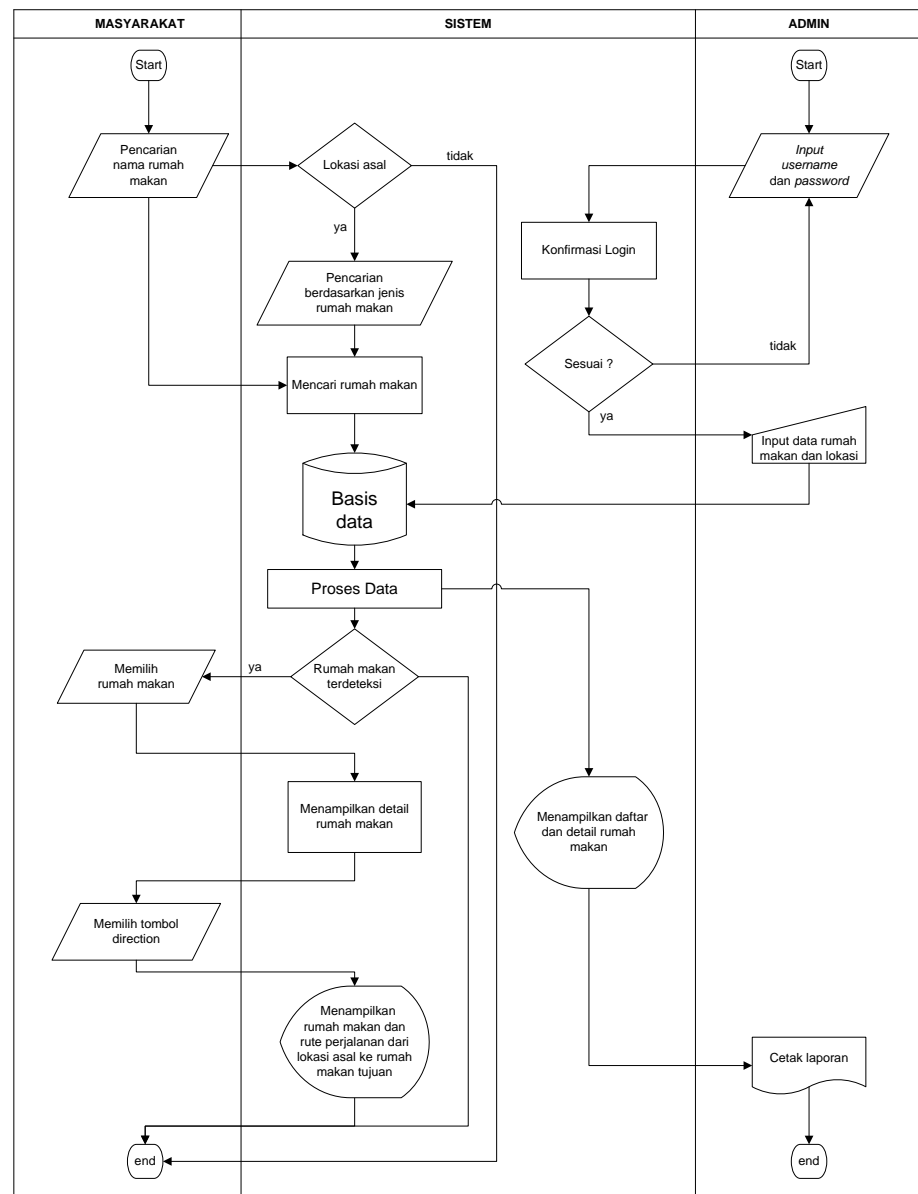 MASYARAKAT
SISTEM
ADMIN
Start
Start
Pencarian
nama rumah
makan
Lokasi asal
tidak
Input
username
dan password
ya
Konfirmasi Login
Pencarian
berdasarkan jenis
rumah makan
Sesuai ?
tidak
Mencari rumah makan
ya
Input data rumah
makan dan lokasi
Basis
data
Proses Data
Memilih
rumah makan
ya
Rumah makan
terdeteksi
Menampilkan detail
rumah makan
Menampilkan daftar
dan detail rumah
makan
Memilih tombol
direction
Menampilkan
rumah makan dan
rute perjalanan dari
lokasi asal ke rumah
makan tujuan
Cetak laporan
end
end